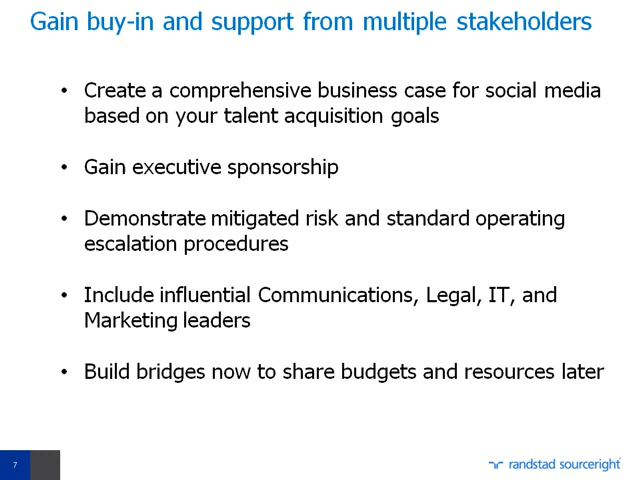 Gain buy-in and support from multiple stakeholders
• Create a comprehensive business case for social media
based on your talent acquisition goals
• Gain executive sponsorship
• Demonstrate mitigated risk and standard operating
escalation procedures
• Include influential Communications, Legal, IT, and
Marketing leaders
• Build bridges now to share budgets and resources later
7
randstad sourceright